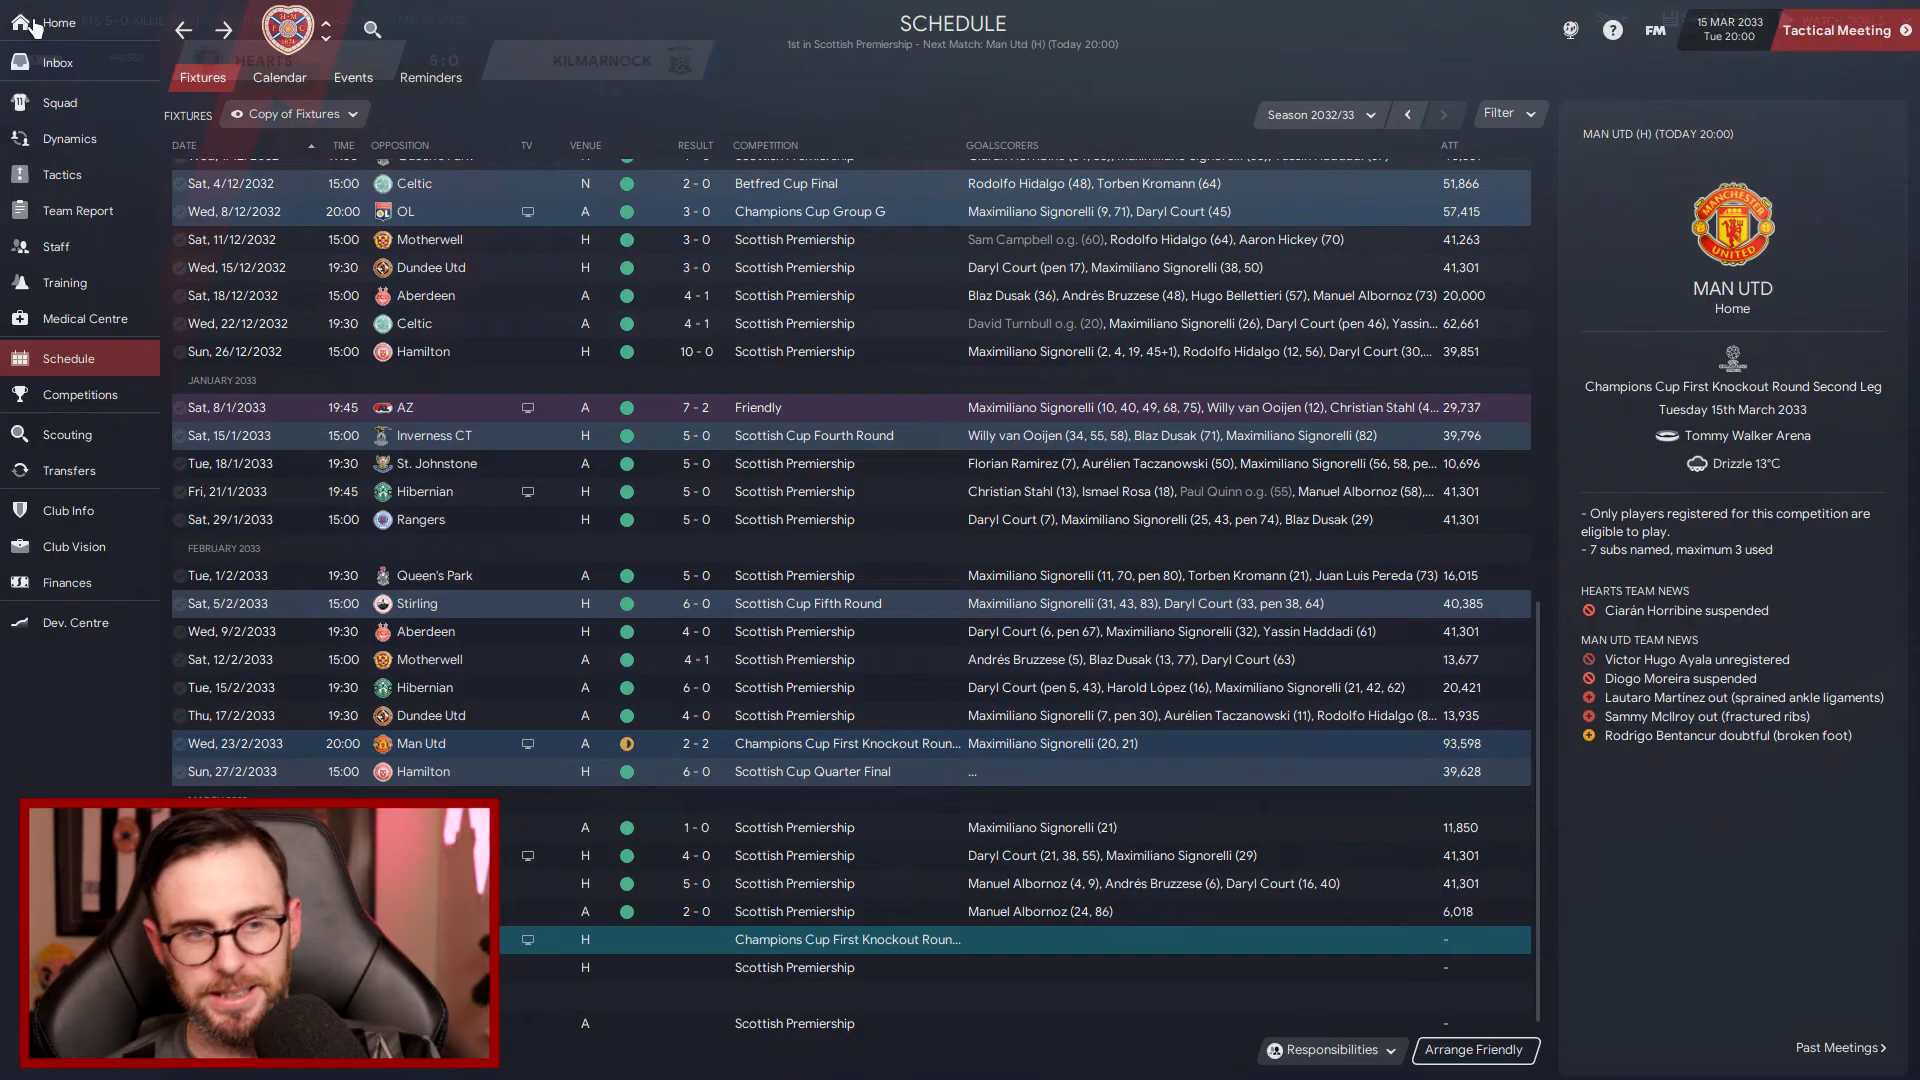 Home
SCHEDULE
1st in Scottish Premiership - Next Match: Man Utd (H) (Today 20:00)
FM
15 MAR 2033
Tue 20:00
Tactical Meeting
HEARTS 5:0 KILMARNOCK
Fixtures Calendar Events Reminders
Inbox
Squad
Dynamics
Tactics
Team Report
Staff
Training
Medical Centre
Schedule
Competitions
Scouting
Transfers
Club Info
Club Vision
Finances
Dev. Centre
FIXTURES Copy of Fixtures
Season 2032/33 Filter
DATE TIME OPPOSITION TV VENUE RESULT COMPETITION GOALSCORERS ATT
Sat, 4/12/2032 15:00 Celtic N 2 - 0 Betfred Cup Final Rodolfo Hidalgo (48), Torben Kromann (64) 51,866
Wed, 8/12/2032 20:00 OL A 3 - 0 Champions Cup Group G Maximiliano Signorelli (9, 71), Daryl Court (45) 57,415
Sat, 11/12/2032 15:00 Motherwell H 3 - 0 Scottish Premiership Sam Campbell o.g. (60), Rodolfo Hidalgo (64), Aaron Hickey (70) 41,263
Wed, 15/12/2032 19:30 Dundee Utd H 3 - 0 Scottish Premiership Daryl Court (pen 17), Maximiliano Signorelli (38, 50) 41,301
Sat, 18/12/2032 15:00 Aberdeen A 4 - 1 Scottish Premiership Blaz Dusak (36), Andrés Bruzzese (48), Hugo Bellettieri (57), Manuel Albornoz (73) 20,000
Wed, 22/12/2032 19:30 Celtic A 4 - 1 Scottish Premiership David Turnbull o.g. (20), Maximiliano Signorelli (26), Daryl Court (pen 46), Yassin... 62,661
Sun, 26/12/2032 15:00 Hamilton H 10 - 0 Scottish Premiership Maximiliano Signorelli (2, 4, 19, 45+1), Rodolfo Hidalgo (12, 56), Daryl Court (30,... 39,851
JANUARY 2033
Sat, 8/1/2033 19:45 AZ A 7 - 2 Friendly Maximiliano Signorelli (10, 40, 49, 68, 75), Willy van Ooijen (12), Christian Stahl (4... 29,737
Sat, 15/1/2033 15:00 Inverness CT H 5 - 0 Scottish Cup Fourth Round Willy van Ooijen (34, 55, 58), Blaz Dusak (71), Maximiliano Signorelli (82) 39,796
Tue, 18/1/2033 19:30 St. Johnstone A 5 - 0 Scottish Premiership Florian Ramirez (7), Aurélien Taczanowski (50), Maximiliano Signorelli (56, 58, pe... 10,696
Fri, 21/1/2033 19:45 Hibernian H 5 - 0 Scottish Premiership Christian Stahl (13), Ismael Rosa (18), Paul Quinn o.g. (55), Manuel Albornoz (58),... 41,301
Sat, 29/1/2033 15:00 Rangers H 5 - 0 Scottish Premiership Daryl Court (7), Maximiliano Signorelli (25, 43, pen 74), Blaz Dusak (29) 41,301
FEBRUARY 2033
Tue, 1/2/2033 19:30 Queen's Park A 5 - 0 Scottish Premiership Maximiliano Signorelli (11, 70, pen 80), Torben Kromann (21), Juan Luis Pereda (73) 16,015
Sat, 5/2/2033 15:00 Stirling H 6 - 0 Scottish Cup Fifth Round Maximiliano Signorelli (31, 43, 83), Daryl Court (33, pen 38, 64) 40,385
Wed, 9/2/2033 19:30 Aberdeen H 4 - 0 Scottish Premiership Daryl Court (6, pen 67), Maximiliano Signorelli (32), Yassin Haddadi (61) 41,301
Sat, 12/2/2033 15:00 Motherwell A 4 - 1 Scottish Premiership Andrés Bruzzese (5), Blaz Dusak (13, 77), Daryl Court (63) 13,677
Tue, 15/2/2033 19:30 Hibernian A 6 - 0 Scottish Premiership Daryl Court (pen 5, 43), Harold López (16), Maximiliano Signorelli (21, 42, 62) 20,421
Thu, 17/2/2033 19:30 Dundee Utd A 4 - 0 Scottish Premiership Maximiliano Signorelli (7, pen 30), Aurélien Taczanowski (11), Rodolfo Hidalgo (8... 13,935
Wed, 23/2/2033 20:00 Man Utd A 2 - 2 Champions Cup First Knockout Roun... Maximiliano Signorelli (20, 21) 93,598
Sun, 27/2/2033 15:00 Hamilton H 6 - 0 Scottish Cup Quarter Final ... 39,628
A 1 - 0 Scottish Premiership Maximiliano Signorelli (21) 11,850
H 4 - 0 Scottish Premiership Daryl Court (21, 38, 55), Maximiliano Signorelli (29) 41,301
H 5 - 0 Scottish Premiership Manuel Albornoz (4, 9), Andrés Bruzzese (6), Daryl Court (16, 40) 41,301
A 2 - 0 Scottish Premiership Manuel Albornoz (24, 86) 6,018
H Champions Cup First Knockout Roun... -
H Scottish Premiership -
A Scottish Premiership -
Responsibilities Arrange Friendly
MAN UTD (H) (TODAY 20:00)
MANCHESTER
UNITED
MAN UTD
Home
Champions Cup First Knockout Round Second Leg
Tuesday 15th March 2033
Tommy Walker Arena
Drizzle 13°C
- Only players registered for this competition are
eligible to play.
- 7 subs named, maximum 3 used
HEARTS TEAM NEWS
Ciarán Horribine suspended
MAN UTD TEAM NEWS
Víctor Hugo Ayala unregistered
Diogo Moreira suspended
Lautaro Martínez out (sprained ankle ligaments)
Sammy McIlroy out (fractured ribs)
Rodrigo Bentancur doubtful (broken foot)
Past Meetings